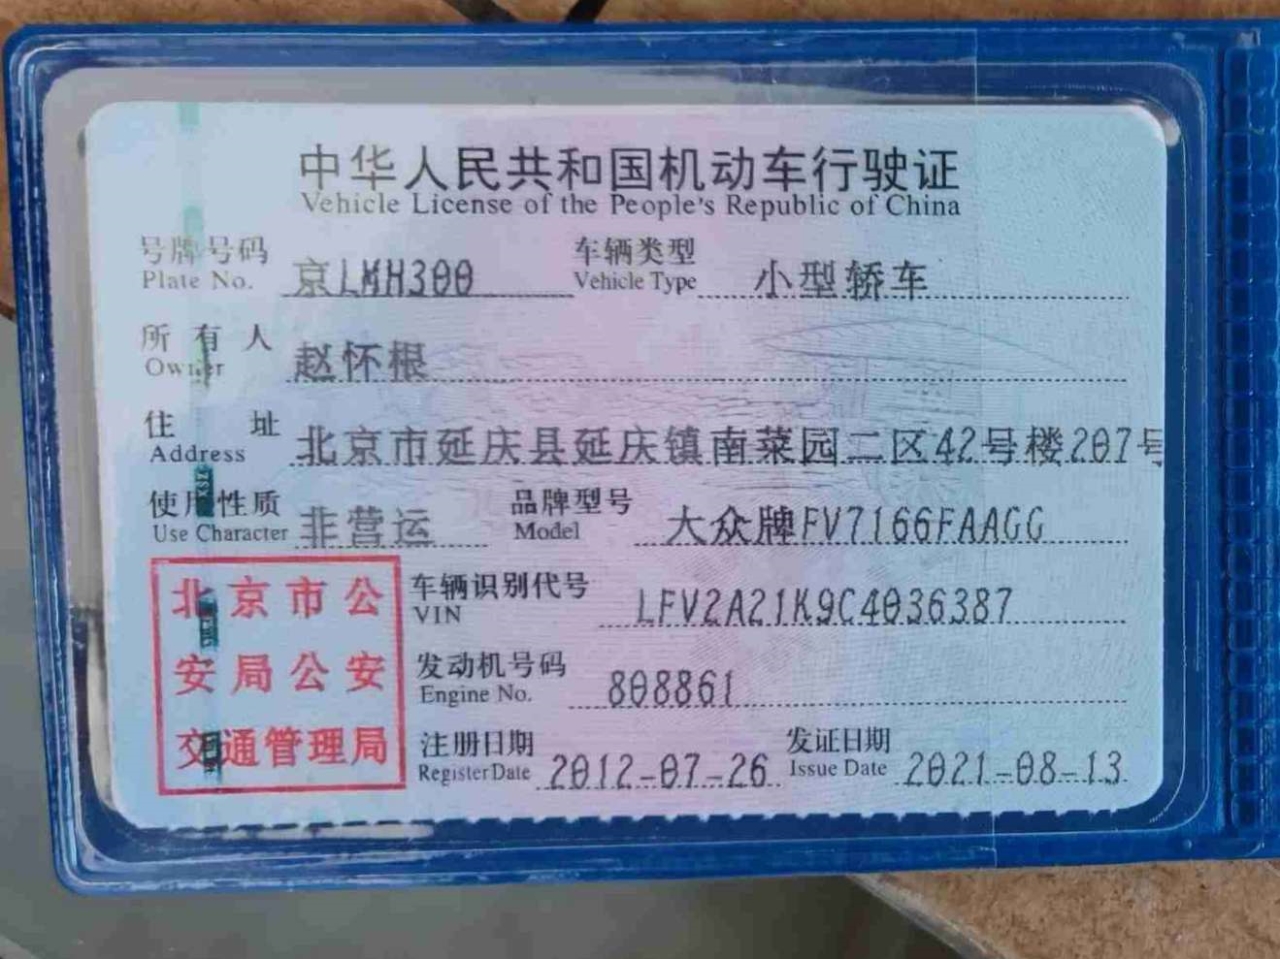 中华人民共和国机动车行驶证
Vehicle License of the People's Republic of China
号牌号码 京LMH300 车辆类型 小型轿车
Plate No. Vehicle Type
所有人 赵怀根
Owner
住址 北京市延庆县延庆镇南菜园二区42号楼207号
Address
使用性质 非营运 品牌型号 大众牌FV7166FAAGG
Use Character Model
车辆识别代号 LFV2A21K9C4036387
VIN
发动机号码 808861
Engine No.
注册日期 2012-07-26 发证日期 2021-08-13
Register Date Issue Date
北京市公
安局公安
交通管理局